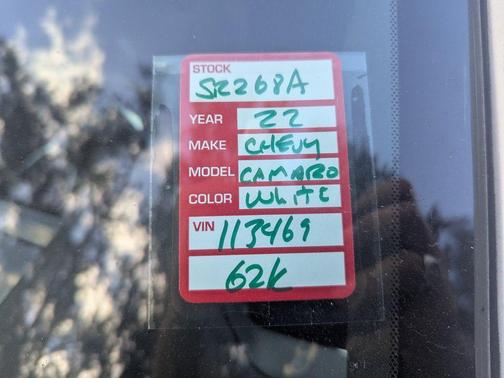 STOCK
SR268A
YEAR 22
MAKE CHEVY
MODEL CAMARO
COLOR WHITE
VIN 113469
62K